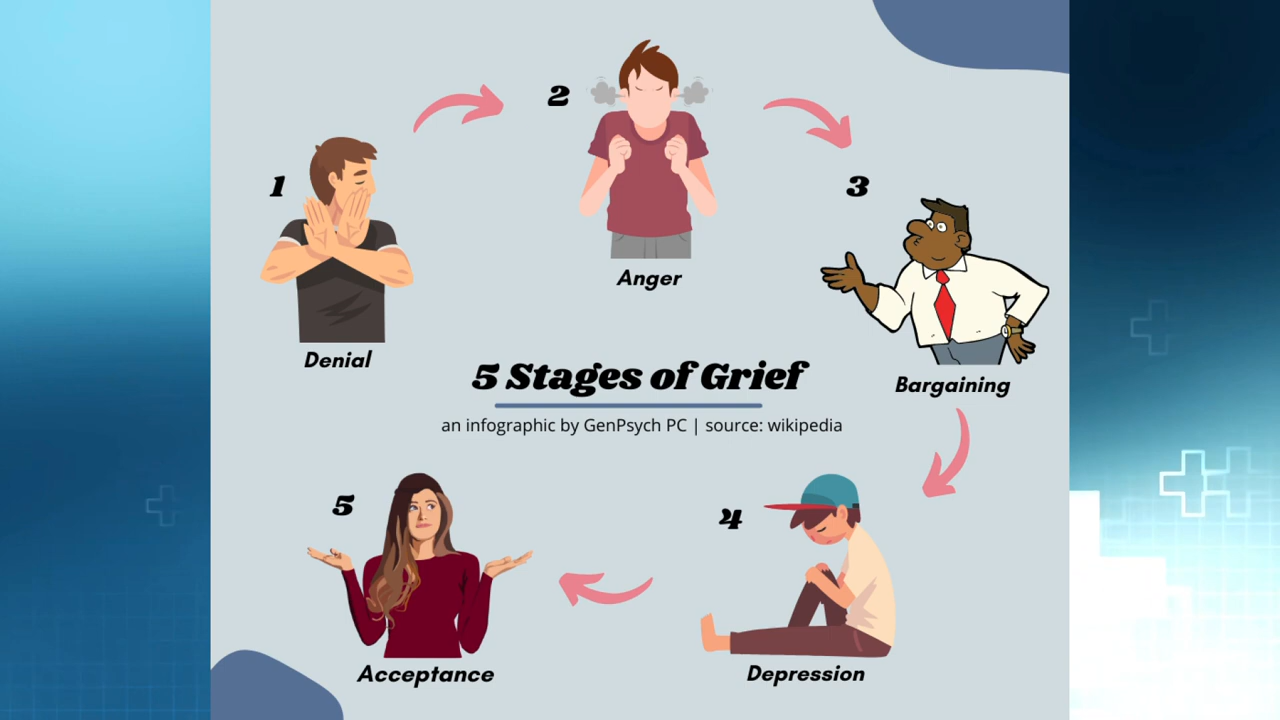 1
Denial
2
Anger
3
Bargaining
5 Stages of Grief
an infographic by GenPsych PC | source: wikipedia
4
Depression
5
Acceptance